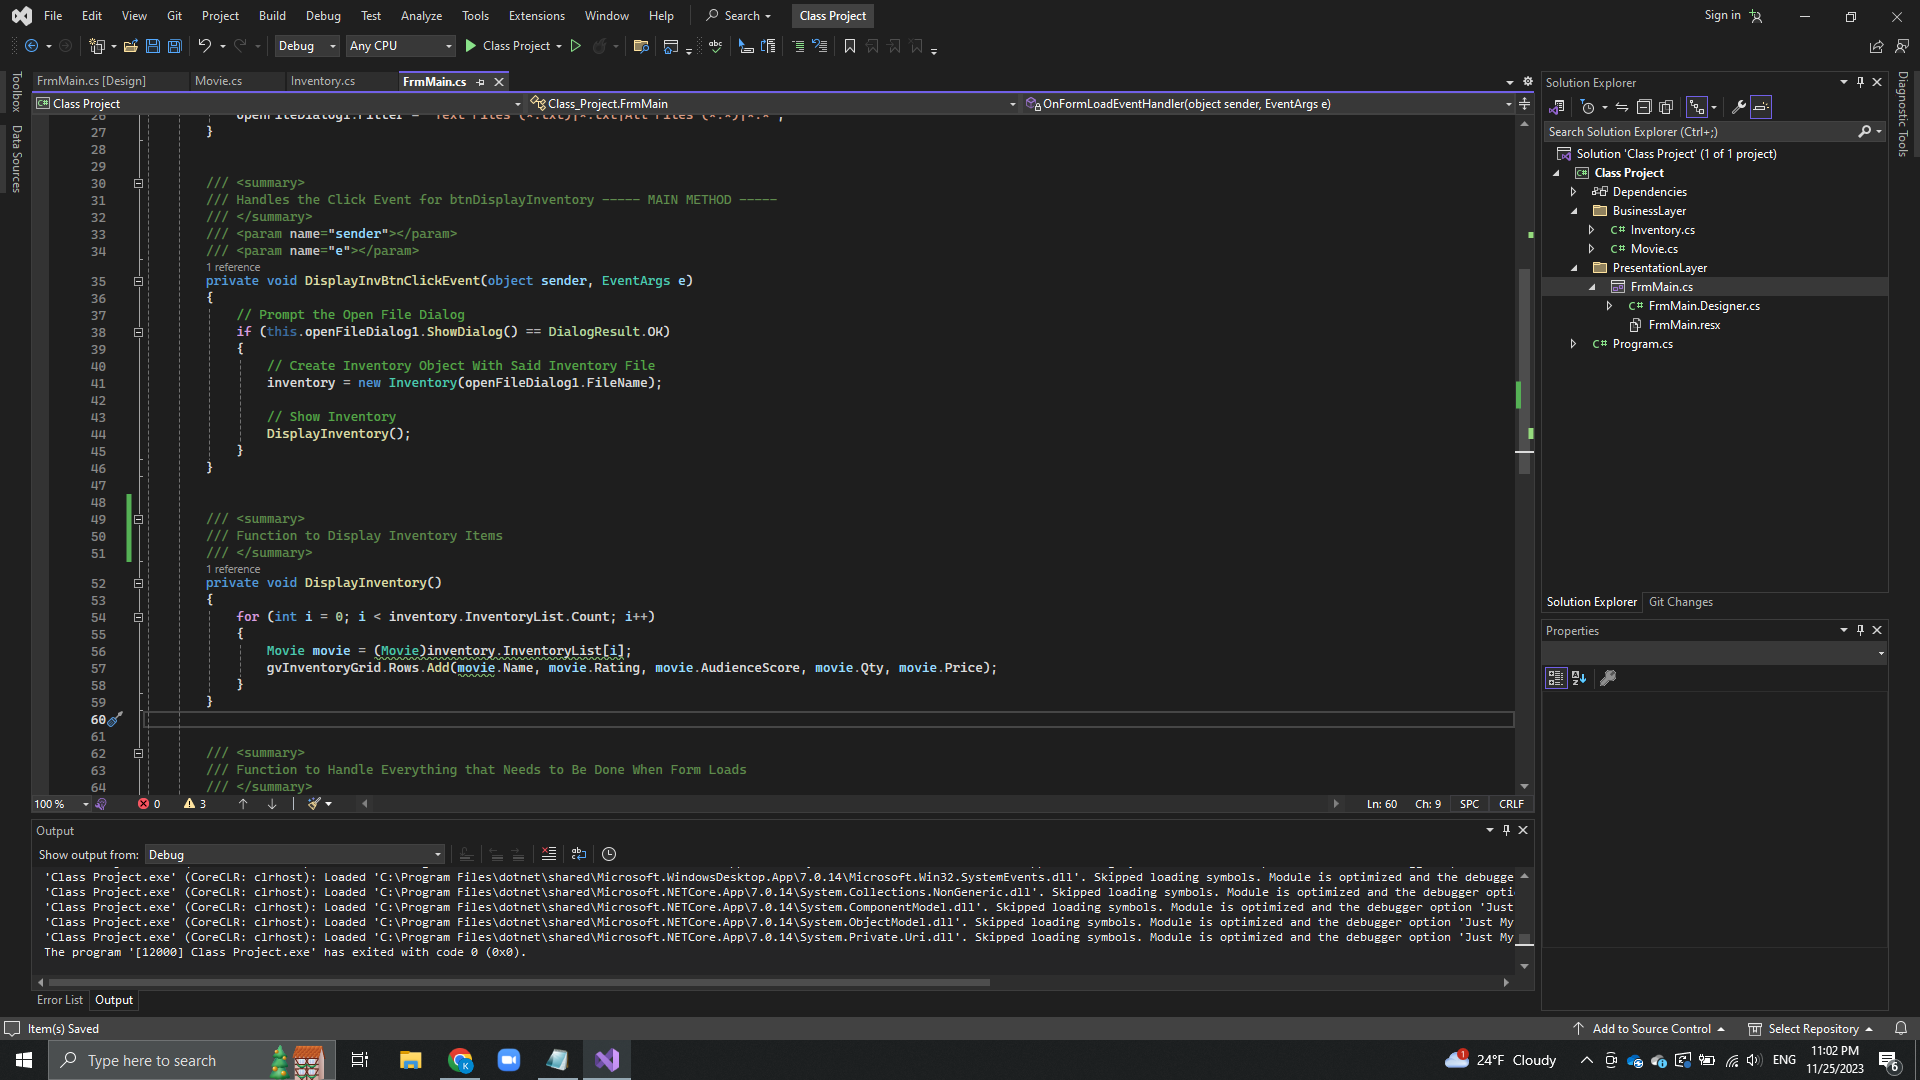 File Edit View Git Project Build Debug Test Analyze Tools Extensions Window Help Search Class Project Sign in
Debug Any CPU Class Project
FrmMain.cs [Design] Movie.cs Inventory.cs FrmMain.cs
Class Project Class_Project.FrmMain OnFormLoadEventHandler(object sender, EventArgs e)
Toolbox
Data Sources
26 openFileDialog1.Filter = "Text Files (*.txt)|*.txt|All Files (*.*)|*.*";
27 }
28
29
30 /// <summary>
31 /// Handles the Click Event for btnDisplayInventory ----- MAIN METHOD -----
32 /// </summary>
33 /// <param name="sender"></param>
34 /// <param name="e"></param>
1 reference
35 private void DisplayInvBtnClickEvent(object sender, EventArgs e)
36 {
37 // Prompt the Open File Dialog
38 if (this.openFileDialog1.ShowDialog() == DialogResult.OK)
39 {
40 // Create Inventory Object With Said Inventory File
41 inventory = new Inventory(openFileDialog1.FileName);
42
43 // Show Inventory
44 DisplayInventory();
45 }
46 }
47
48
49 /// <summary>
50 /// Function to Display Inventory Items
51 /// </summary>
1 reference
52 private void DisplayInventory()
53 {
54 for (int i = 0; i < inventory.InventoryList.Count; i++)
55 {
56 Movie movie = (Movie)inventory.InventoryList[i];
57 gvInventoryGrid.Rows.Add(movie.Name, movie.Rating, movie.AudienceScore, movie.Qty, movie.Price);
58 }
59 }
60
61
62 /// <summary>
63 /// Function to Handle Everything that Needs to Be Done When Form Loads
64 /// </summary>
100 % 0 3 Ln: 60 Ch: 9 SPC CRLF
Output
Show output from: Debug
'Class Project.exe' (CoreCLR: clrhost): Loaded 'C:\Program Files\dotnet\shared\Microsoft.WindowsDesktop.App\7.0.14\Microsoft.Win32.SystemEvents.dll'. Skipped loading symbols. Module is optimized and the debugge
'Class Project.exe' (CoreCLR: clrhost): Loaded 'C:\Program Files\dotnet\shared\Microsoft.NETCore.App\7.0.14\System.Collections.NonGeneric.dll'. Skipped loading symbols. Module is optimized and the debugger opti
'Class Project.exe' (CoreCLR: clrhost): Loaded 'C:\Program Files\dotnet\shared\Microsoft.NETCore.App\7.0.14\System.ComponentModel.dll'. Skipped loading symbols. Module is optimized and the debugger option 'Just
'Class Project.exe' (CoreCLR: clrhost): Loaded 'C:\Program Files\dotnet\shared\Microsoft.NETCore.App\7.0.14\System.ObjectModel.dll'. Skipped loading symbols. Module is optimized and the debugger option 'Just My
'Class Project.exe' (CoreCLR: clrhost): Loaded 'C:\Program Files\dotnet\shared\Microsoft.NETCore.App\7.0.14\System.Private.Uri.dll'. Skipped loading symbols. Module is optimized and the debugger option 'Just My
The program '[12000] Class Project.exe' has exited with code 0 (0x0).
Error List Output
Solution Explorer
Search Solution Explorer (Ctrl+;)
Solution 'Class Project' (1 of 1 project)
C# Class Project
Dependencies
BusinessLayer
C# Inventory.cs
C# Movie.cs
PresentationLayer
FrmMain.cs
C# FrmMain.Designer.cs
FrmMain.resx
C# Program.cs
Solution Explorer Git Changes
Properties
Diagnostic Tools
Item(s) Saved Add to Source Control Select Repository
Type here to search 24°F Cloudy ENG 11:02 PM
11/25/2023
6